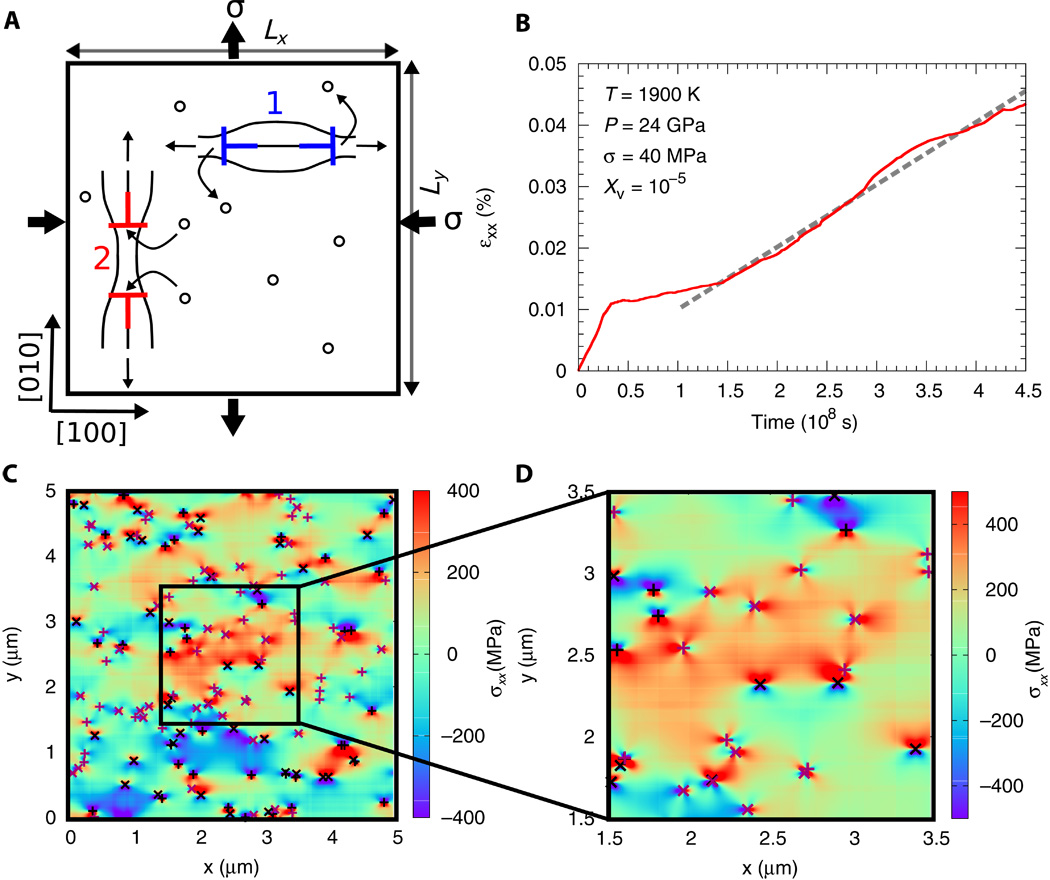 A
σ
Lx
1
Ly
σ
2
[010]
[100]
B
0.05
0.04
0.03
0.02
0.01
0
εxx (%)
T = 1900 K
P = 24 GPa
σ = 40 MPa
Xv = 10–5
0 0.5 1 1.5 2 2.5 3 3.5 4 4.5
Time (108 s)
C
5
4
3
2
1
0
y (μm)
0 1 2 3 4 5
x (μm)
400
200
0
–200
–400
σxx(MPa)
D
3.5
3
2.5
2
1.5
y (μm)
1.5 2 2.5 3 3.5
x (μm)
400
200
0
–200
–400
σxx(MPa)